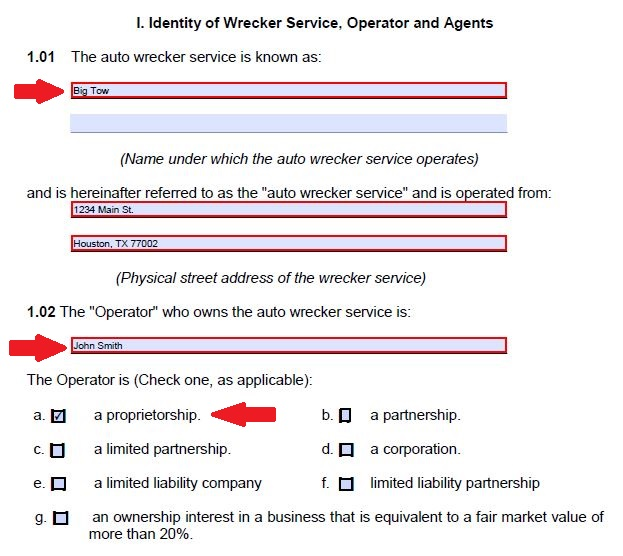 I. Identity of Wrecker Service, Operator and Agents
1.01 The auto wrecker service is known as:
Big Tow
(Name under which the auto wrecker service operates)
and is hereinafter referred to as the "auto wrecker service" and is operated from:
1234 Main St.
Houston, TX 77002
(Physical street address of the wrecker service)
1.02 The "Operator" who owns the auto wrecker service is:
John Smith
The Operator is (Check one, as applicable):
a. a proprietorship. b. a partnership.
c. a limited partnership. d. a corporation.
e. a limited liability company f. limited liability partnership
g. an ownership interest in a business that is equivalent to a fair market value of
more than 20%.